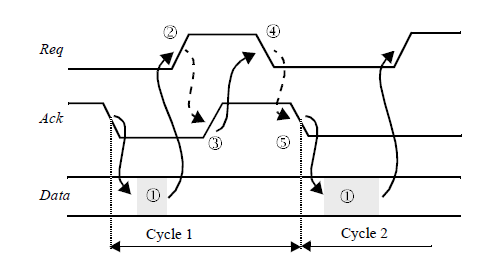 ② ④
Req
Ack
③ ⑤
Data ① ①
Cycle 1 Cycle 2